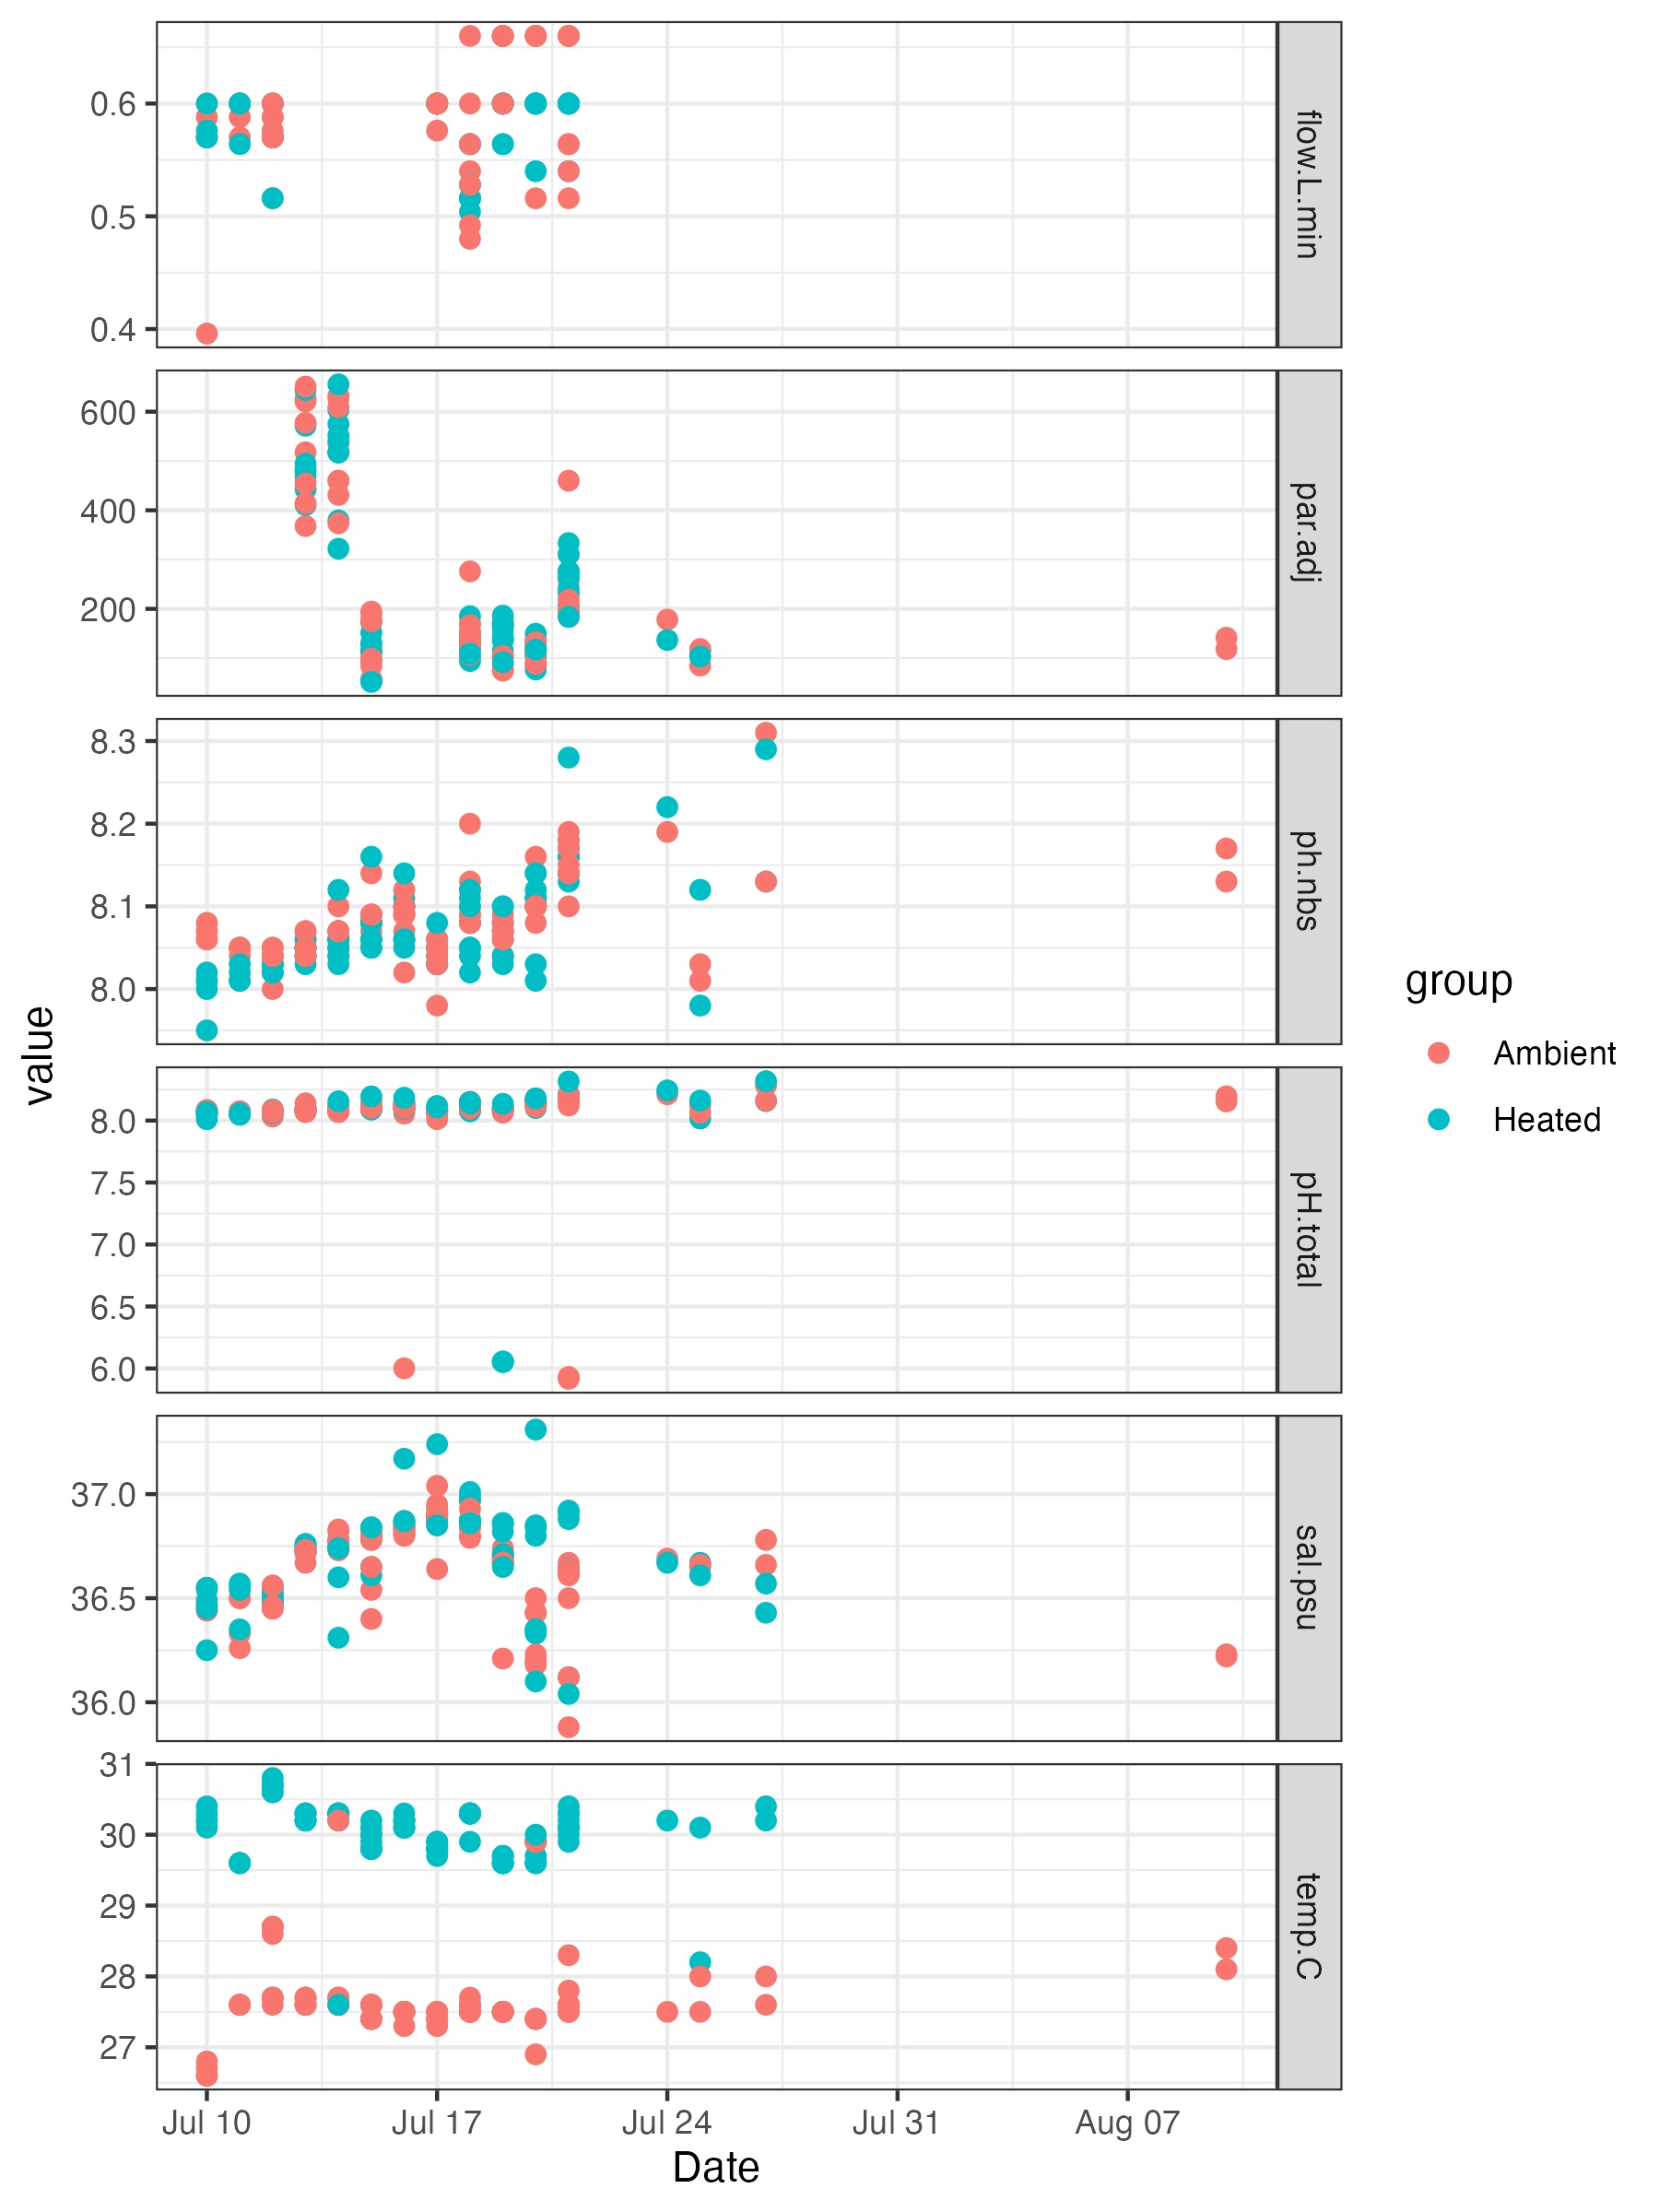 0.6
0.5
0.4
flow.L.min
600
400
200
par.adj
8.3
8.2
8.1
8.0
ph.nbs
8.0
7.5
7.0
6.5
6.0
pH.total
37.0
36.5
36.0
sal.psu
31
30
29
28
27
temp.C
value
Jul 10 Jul 17 Jul 24 Jul 31 Aug 07
Date
group
Ambient
Heated